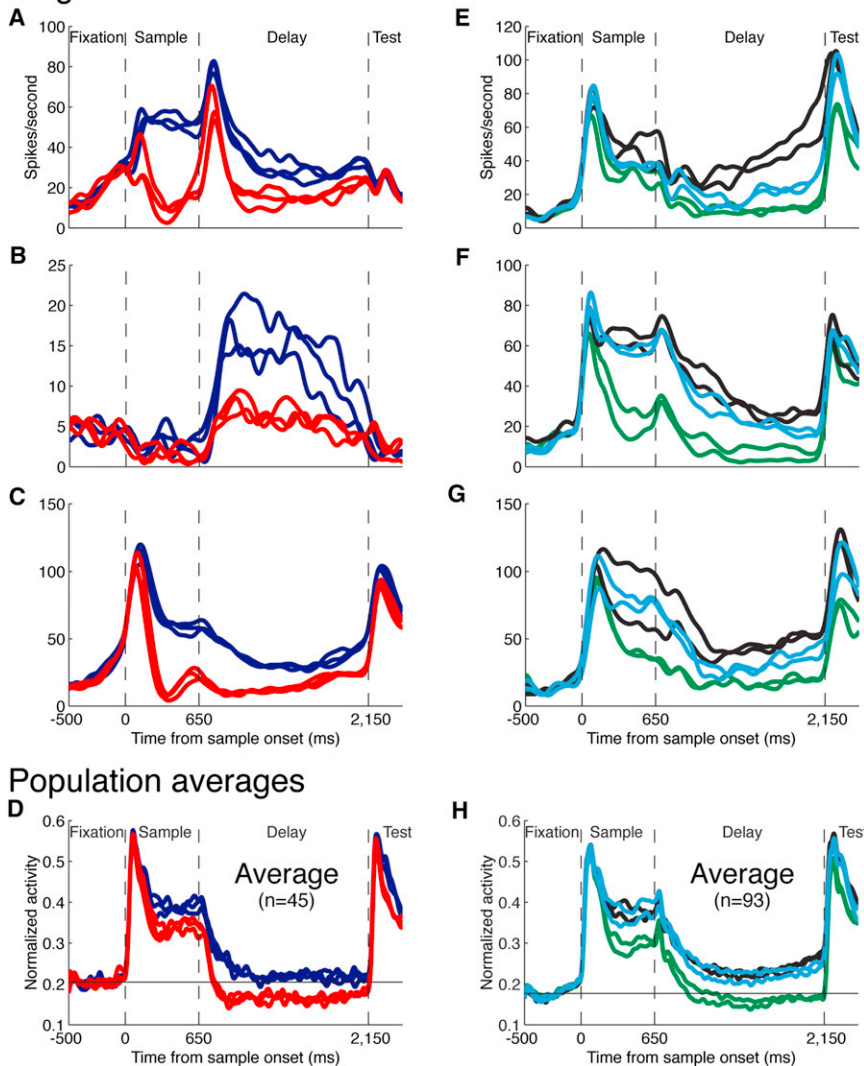 A
Fixation Sample Delay Test
100
80
60
40
20
0
Spikes/second
E
Sample Delay Test
Fixation
120
100
80
60
40
20
0
Spikes/second
B
25
20
15
10
5
0
F
100
80
60
40
20
0
C
150
100
50
0
-500 0 650 2,150
Time from sample onset (ms)
G
150
100
50
0
-500 0 650 2,150
Time from sample onset (ms)
Population averages
D
Fixation Sample Delay Test
0.6
0.5
0.4
0.3
0.2
0.1
Normalized activity
Average
(n=45)
-500 0 650 2,150
Time from sample onset (ms)
H
Fixation Sample Delay Test
0.6
0.5
0.4
0.3
0.2
0.1
Normalized activity
Average
(n=93)
-500 0 650 2,150
Time from sample onset (ms)